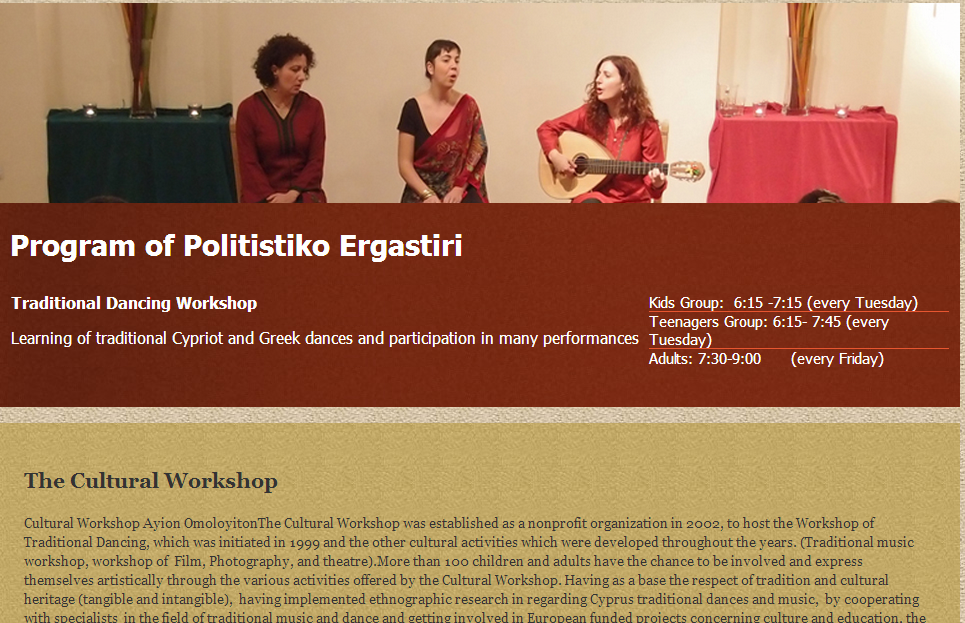 Program of Politistiko Ergastiri
Traditional Dancing Workshop
Learning of traditional Cypriot and Greek dances and participation in many performances
Kids Group:  6:15 -7:15 (every Tuesday)
Teenagers Group: 6:15- 7:45 (every
Tuesday)
Adults: 7:30-9:00       (every Friday)
The Cultural Workshop
Cultural Workshop Ayion OmoloyitonThe Cultural Workshop was established as a nonprofit organization in 2002, to host the Workshop of
Traditional Dancing, which was initiated in 1999 and the other cultural activities which were developed throughout the years. (Traditional music
workshop, workshop of  Film, Photography, and theatre).More than 100 children and adults have the chance to be involved and express
themselves artistically through the various activities offered by the Cultural Workshop. Having as a base the respect of tradition and cultural
heritage (tangible and intangible),  having implemented ethnographic research in regarding Cyprus traditional dances and music,  by cooperating
with specialists  in the field of traditional music and dance and getting involved in European funded projects concerning culture and education, the